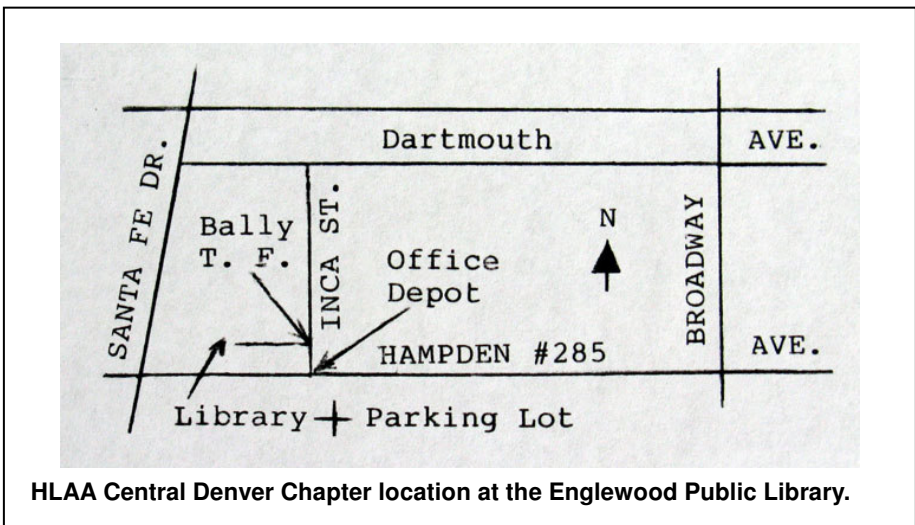 Dartmouth AVE.
SANTA FE DR.
Bally
T. F.
INCA ST.
N
Office
Depot
BROADWAY
HAMPDEN #285 AVE.
Library + Parking Lot
HLAA Central Denver Chapter location at the Englewood Public Library.